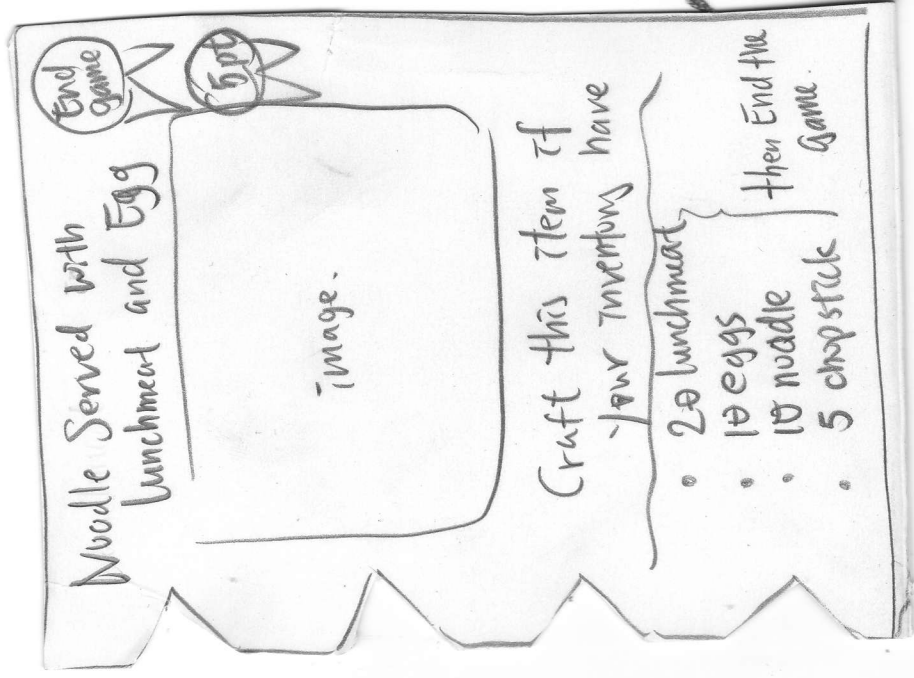 Noodle Served with
Lunchmeat and Egg
End
game
5pt
image.
Craft this item if
your inventory have
20 lunchmeat
10 eggs
10 noddle
5 chopstick
then End the
game.